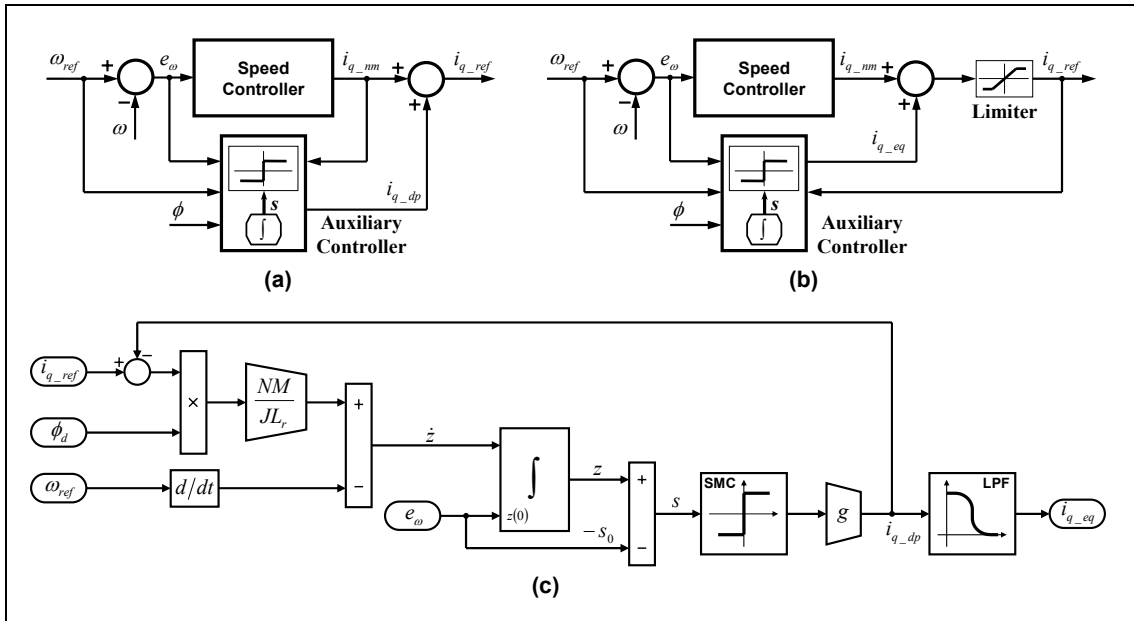 ω_ref + − e_ω Speed Controller i_q_nm + + i_q_ref
ω
s
∫
ϕ
i_q_dp
Auxiliary Controller
(a)
ω_ref + − e_ω Speed Controller i_q_nm + + Limiter i_q_ref
ω
i_q_eq
s
∫
ϕ
Auxiliary Controller
(b)
i_q_ref + −
ϕ_d
×
NM
JL_r
+
−
ω_ref
d/dt
ż
e_ω
∫
z(0)
z
−s₀
+
−
s
SMC
g
i_q_dp
LPF
i_q_eq
(c)